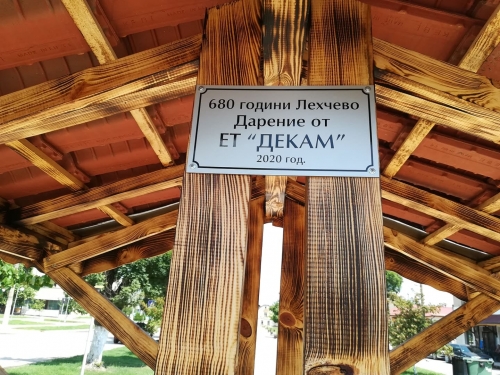 680 години Лехчево
Дарение от
ЕТ "ДЕКАМ"
2020 год.